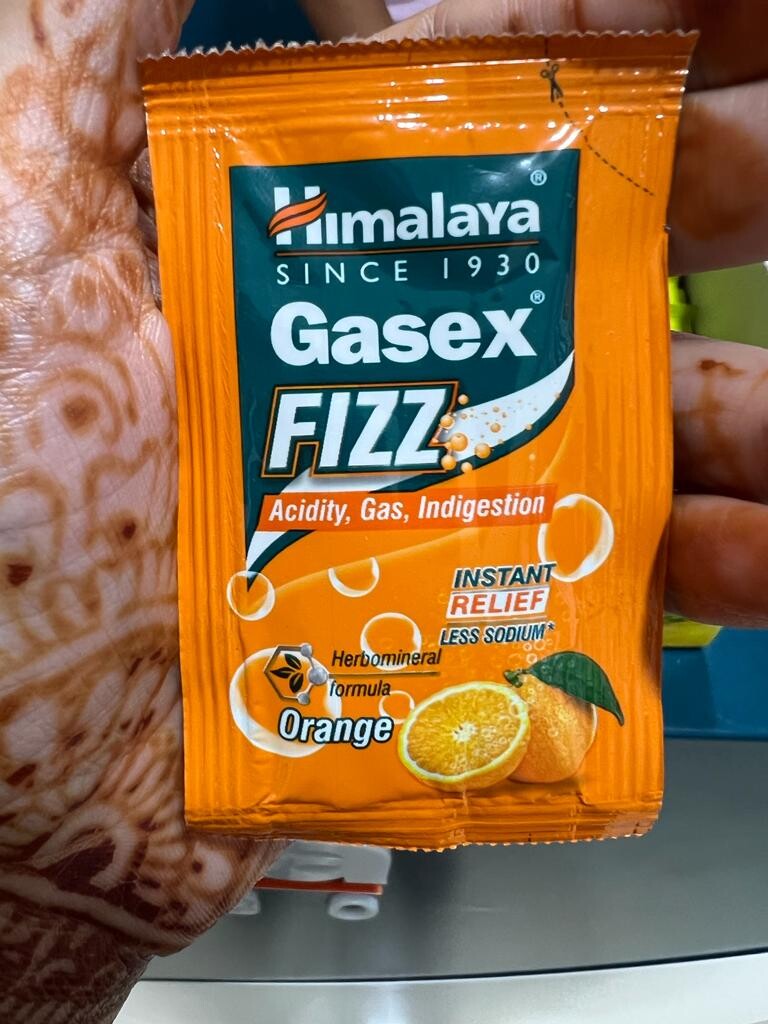 Himalaya®
SINCE 1930
Gasex®
FIZZ
Acidity, Gas, Indigestion
INSTANT
RELIEF
LESS SODIUM*
Herbomineral
formula
Orange